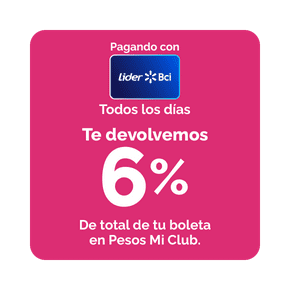 Pagando con
Lider Bci
Todos los días
Te devolvemos
6%
De total de tu boleta
en Pesos Mi Club.